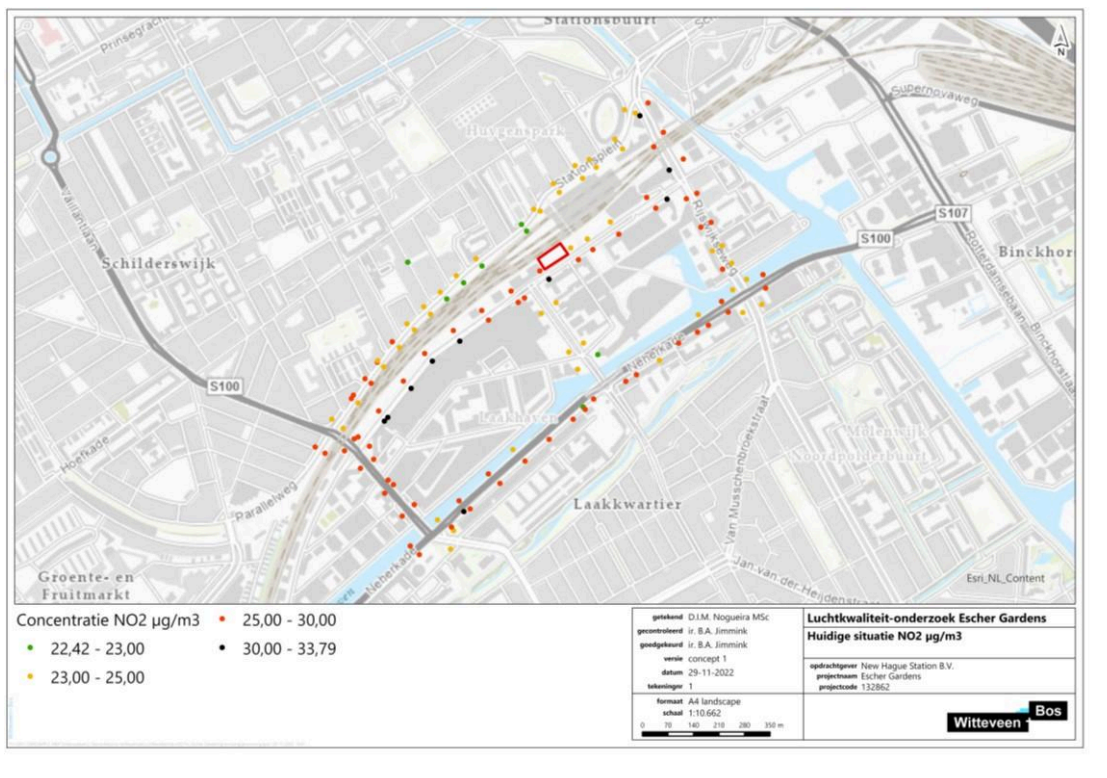 Stationsbuurt
Prinsegracht
N
Supernovaweg
Huygenspark
Stationsplein
S107
S100
Rijswijkseweg
Vaillantlaan
Schilderswijk
Binckhor
Rotterdamsebaan
Binckhorstlaan
S100
Neherkade
Laakhaven
Hoefkade
Molenwijk
Noordpolderbuurt
Parallelweg
Laakkwartier
Van Musschenbroekstraat
Jan van der Heijdenstraat
Neherkade
Groente- en
Fruitmarkt
Esri_NL_Content
Concentratie NO2 µg/m3
22,42 - 23,00
23,00 - 25,00
25,00 - 30,00
30,00 - 33,79
getekend D.I.M. Nogueira MSc
gecontroleerd ir. B.A. Jimmink
goedgekeurd ir. B.A. Jimmink
versie concept 1
datum 29-11-2022
tekeningnr 1
formaat A4 landscape
schaal 1:10.662
0 70 140 210 280 350 m
Luchtkwaliteit-onderzoek Escher Gardens
Huidige situatie NO2 µg/m3
opdrachtgever New Hague Station B.V.
projectnaam Escher Gardens
projectcode 132862
Witteveen Bos